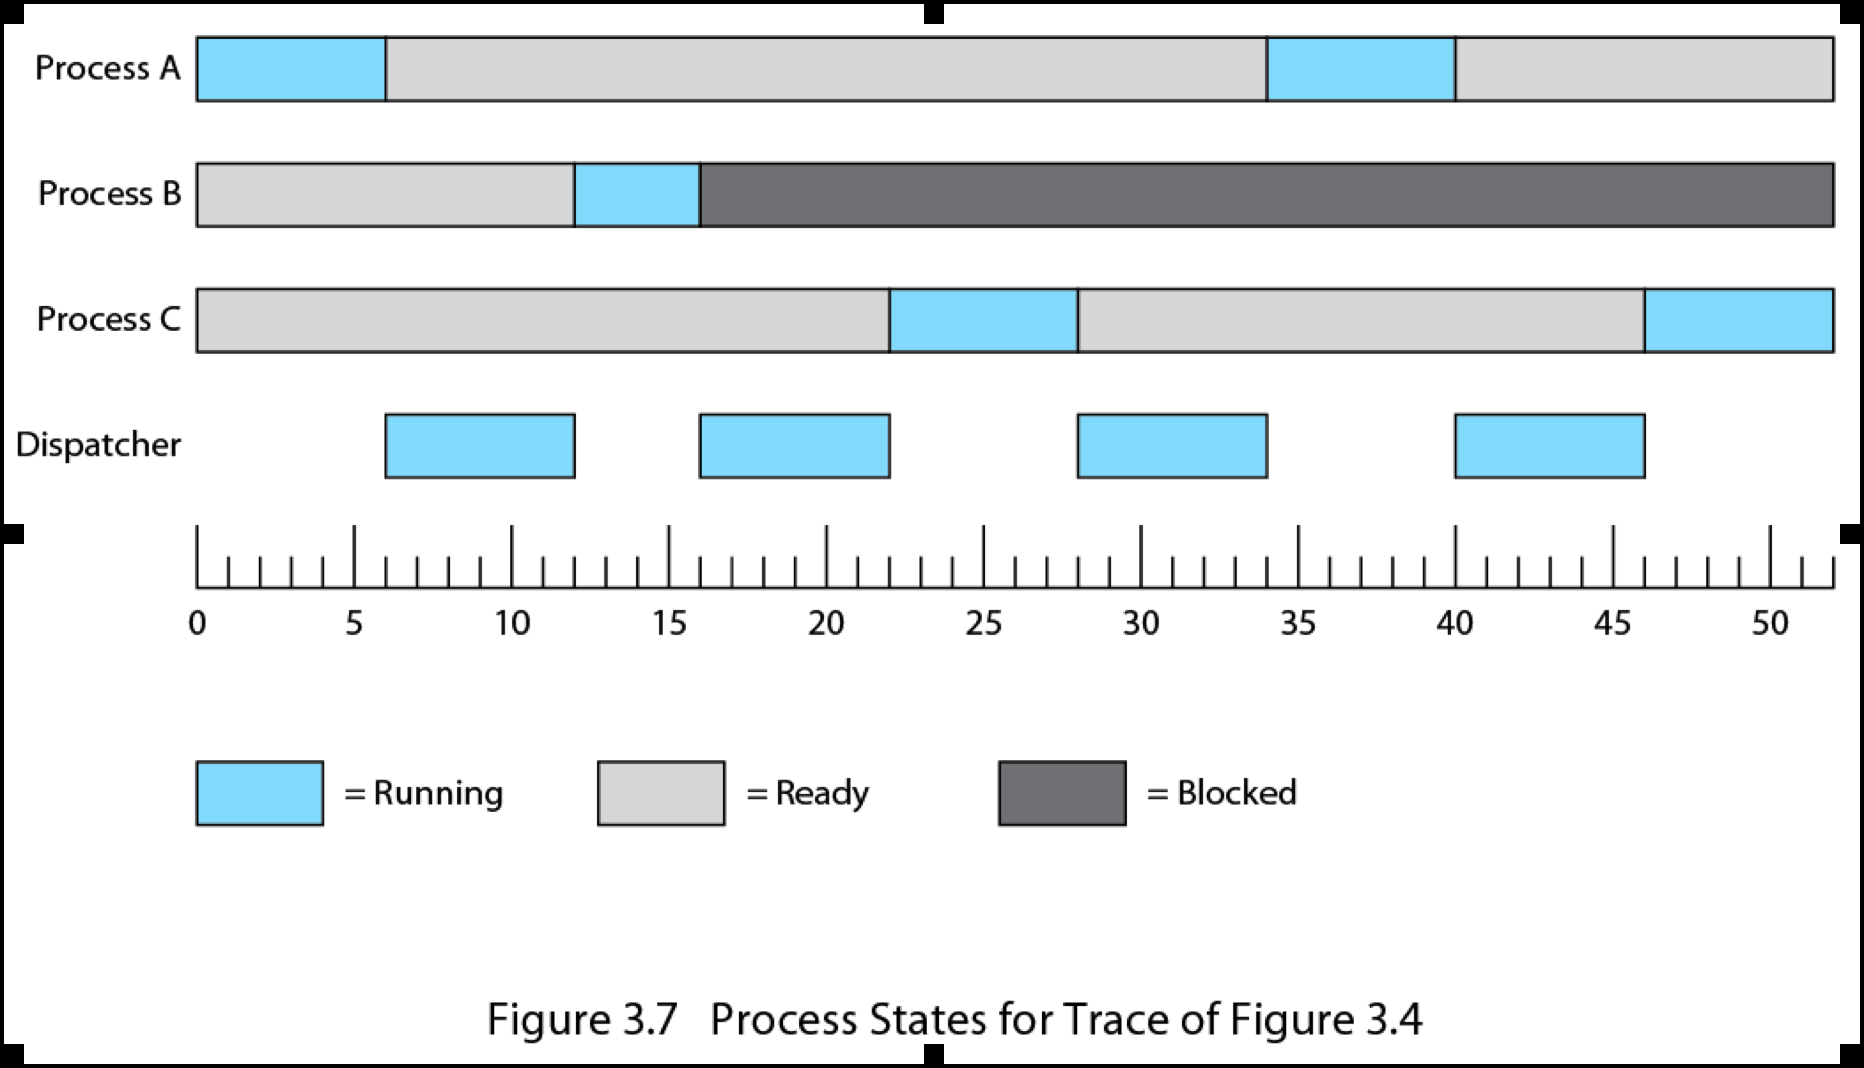 Process A
Process B
Process C
Dispatcher
0 5 10 15 20 25 30 35 40 45 50
= Running = Ready = Blocked
Figure 3.7 Process States for Trace of Figure 3.4